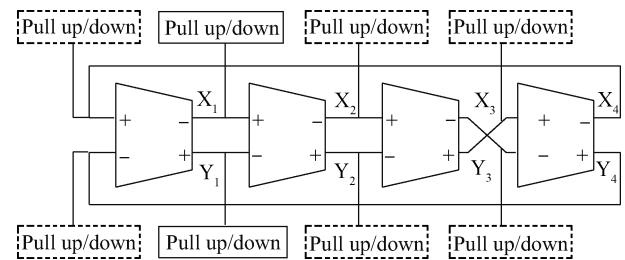 Pull up/down Pull up/down Pull up/down Pull up/down
X1 X2 X3 X4
+ − + − + − + −
− + − + − + − +
Y1 Y2 Y3 Y4
Pull up/down Pull up/down Pull up/down Pull up/down